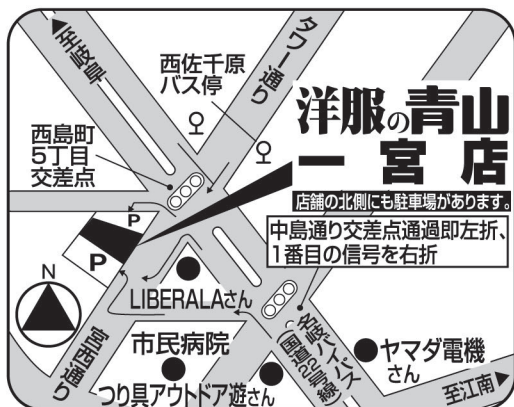 至岐阜
西佐千原
バス停
タワー通り
洋服の青山
一宮店
店舗の北側にも駐車場があります。
中島通り交差点通過即左折、
1番目の信号を右折
西島町
5丁目
交差点
P
P
N
LIBERALAさん
宮西通り
市民病院
つり具アウトドア遊さん
名岐バイパス
(国道22号線)
ヤマダ電機
さん
至江南